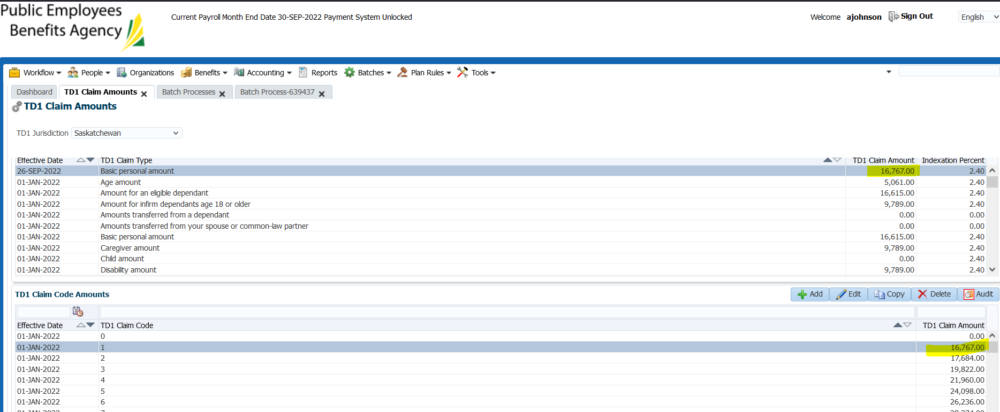 Public Employees
Benefits Agency
Current Payroll Month End Date 30-SEP-2022 Payment System Unlocked
Welcome ajohnson Sign Out English
Workflow People Organizations Benefits Accounting Reports Batches Plan Rules Tools
Dashboard TD1 Claim Amounts Batch Processes Batch Process-639437
TD1 Claim Amounts
TD1 Jurisdiction Saskatchewan
Effective Date TD1 Claim Type TD1 Claim Amount Indexation Percent
26-SEP-2022 Basic personal amount 16,767.00 2.40
01-JAN-2022 Age amount 5,061.00 2.40
01-JAN-2022 Amount for an eligible dependant 16,615.00 2.40
01-JAN-2022 Amount for infirm dependants age 18 or older 9,789.00 2.40
01-JAN-2022 Amounts transferred from a dependant 0.00 0.00
01-JAN-2022 Amounts transferred from your spouse or common-law partner 0.00 0.00
01-JAN-2022 Basic personal amount 16,615.00 2.40
01-JAN-2022 Caregiver amount 9,789.00 2.40
01-JAN-2022 Child amount 0.00 2.40
01-JAN-2022 Disability amount 9,789.00 2.40
TD1 Claim Code Amounts Add Edit Copy Delete Audit
Effective Date TD1 Claim Code TD1 Claim Amount
01-JAN-2022 0 0.00
01-JAN-2022 1 16,767.00
01-JAN-2022 2 17,684.00
01-JAN-2022 3 19,822.00
01-JAN-2022 4 21,960.00
01-JAN-2022 5 24,098.00
01-JAN-2022 6 26,236.00